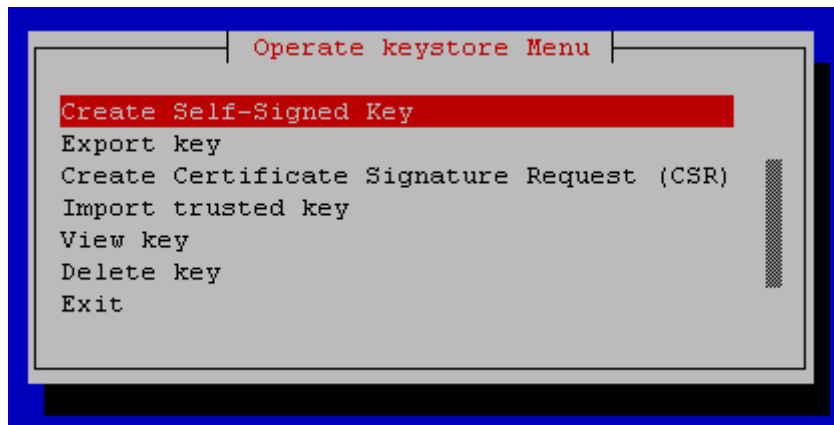 Operate keystore Menu
Create Self-Signed Key
Export key
Create Certificate Signature Request (CSR)
Import trusted key
View key
Delete key
Exit